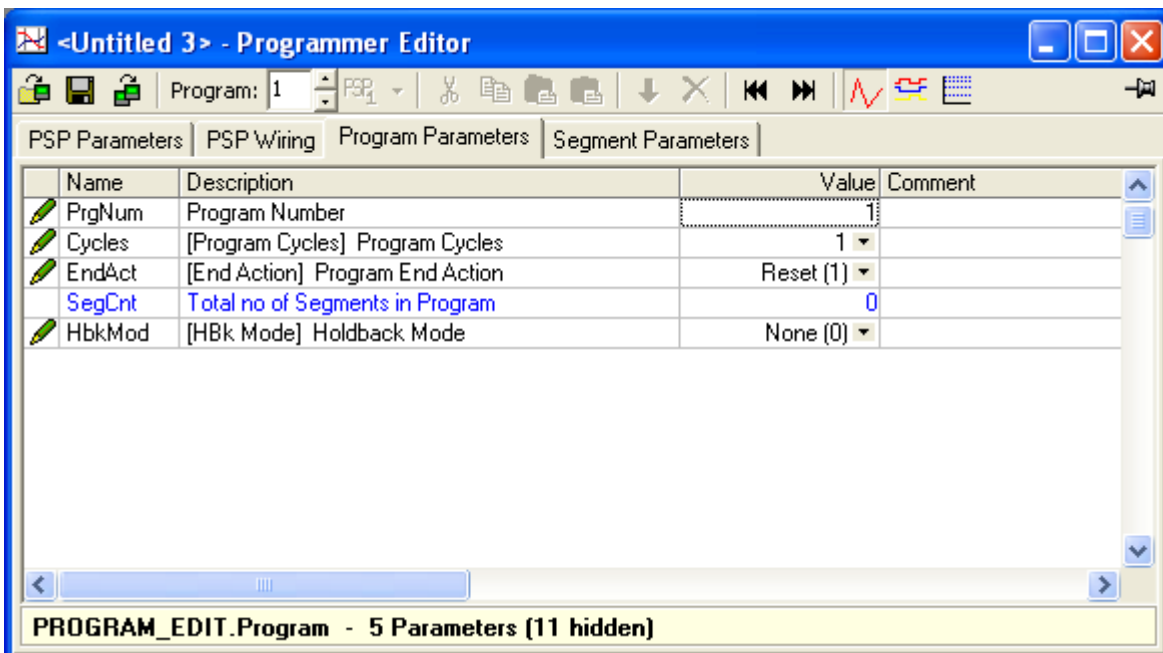 <Untitled 3> - Programmer Editor
Program: 1 PSP1
PSP Parameters PSP Wiring Program Parameters Segment Parameters
Name Description Value Comment
PrgNum Program Number 1
Cycles [Program Cycles] Program Cycles 1
EndAct [End Action] Program End Action Reset (1)
SegCnt Total no of Segments in Program 0
HbkMod [HBk Mode] Holdback Mode None (0)
PROGRAM_EDIT.Program - 5 Parameters (11 hidden)